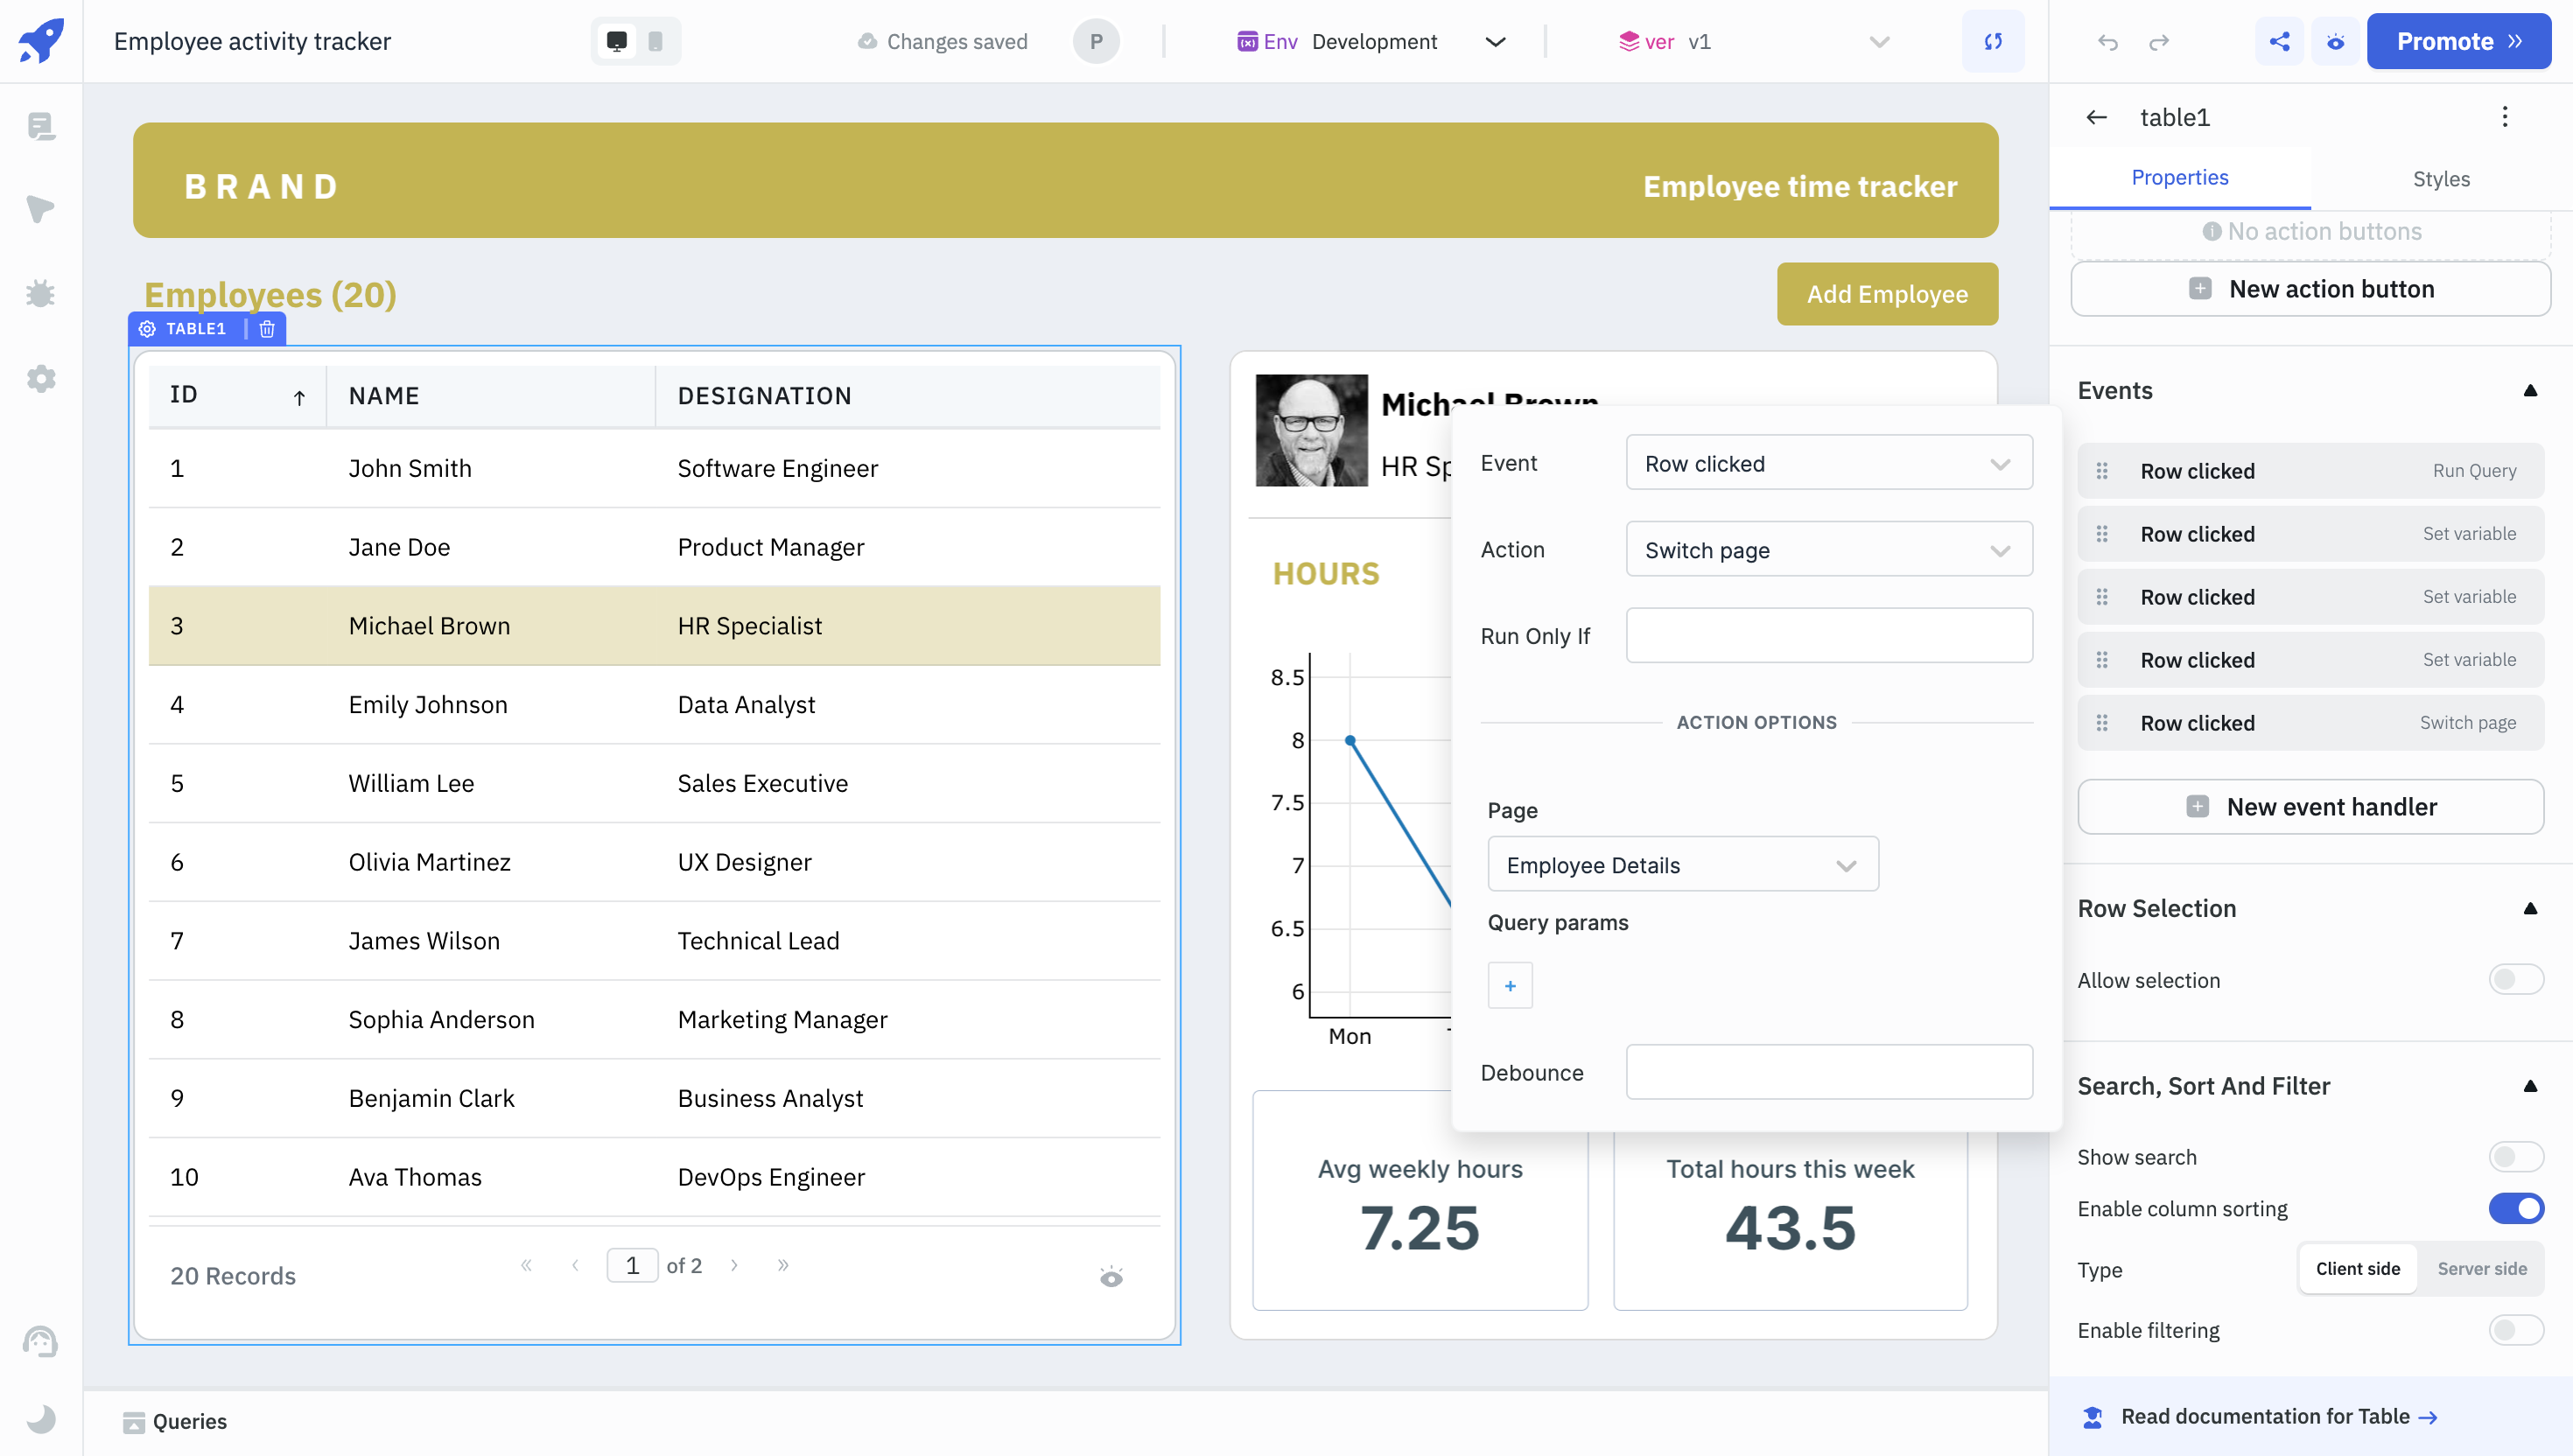 Employee activity tracker
Changes saved
P
Env Development
ver v1
Promote
BRAND
Employee time tracker
Employees (20)
Add Employee
TABLE1
ID NAME DESIGNATION
1 John Smith Software Engineer
2 Jane Doe Product Manager
3 Michael Brown HR Specialist
4 Emily Johnson Data Analyst
5 William Lee Sales Executive
6 Olivia Martinez UX Designer
7 James Wilson Technical Lead
8 Sophia Anderson Marketing Manager
9 Benjamin Clark Business Analyst
10 Ava Thomas DevOps Engineer
20 Records
« ‹ 1 of 2 › »
Michael Brown
HR Sp
HOURS
8.5
8
7.5
7
6.5
6
Mon
Avg weekly hours
7.25
Total hours this week
43.5
Event Row clicked
Action Switch page
Run Only If
ACTION OPTIONS
Page
Employee Details
Query params
+
Debounce
table1
Properties Styles
No action buttons
New action button
Events
Row clicked Run Query
Row clicked Set variable
Row clicked Set variable
Row clicked Set variable
Row clicked Switch page
New event handler
Row Selection
Allow selection
Search, Sort And Filter
Show search
Enable column sorting
Type Client side Server side
Enable filtering
Read documentation for Table →
Queries